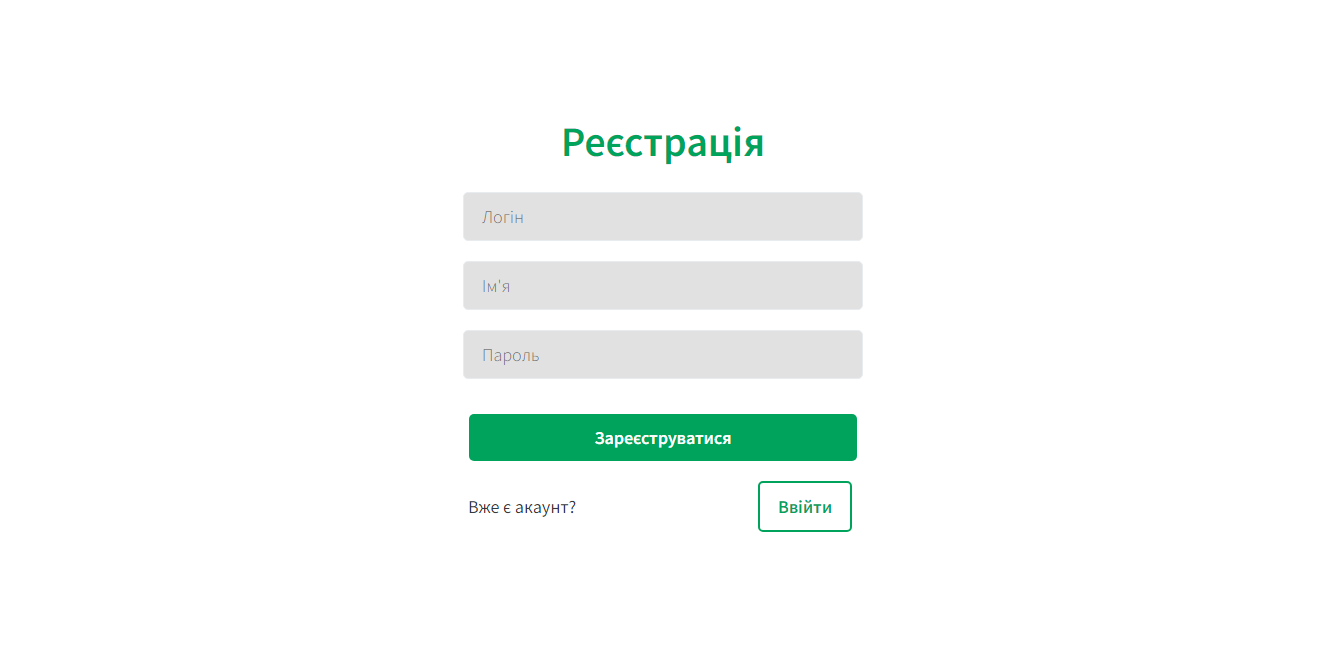 Реєстрація
Логін
Ім'я
Пароль
Зареєструватися
Вже є акаунт? Ввійти